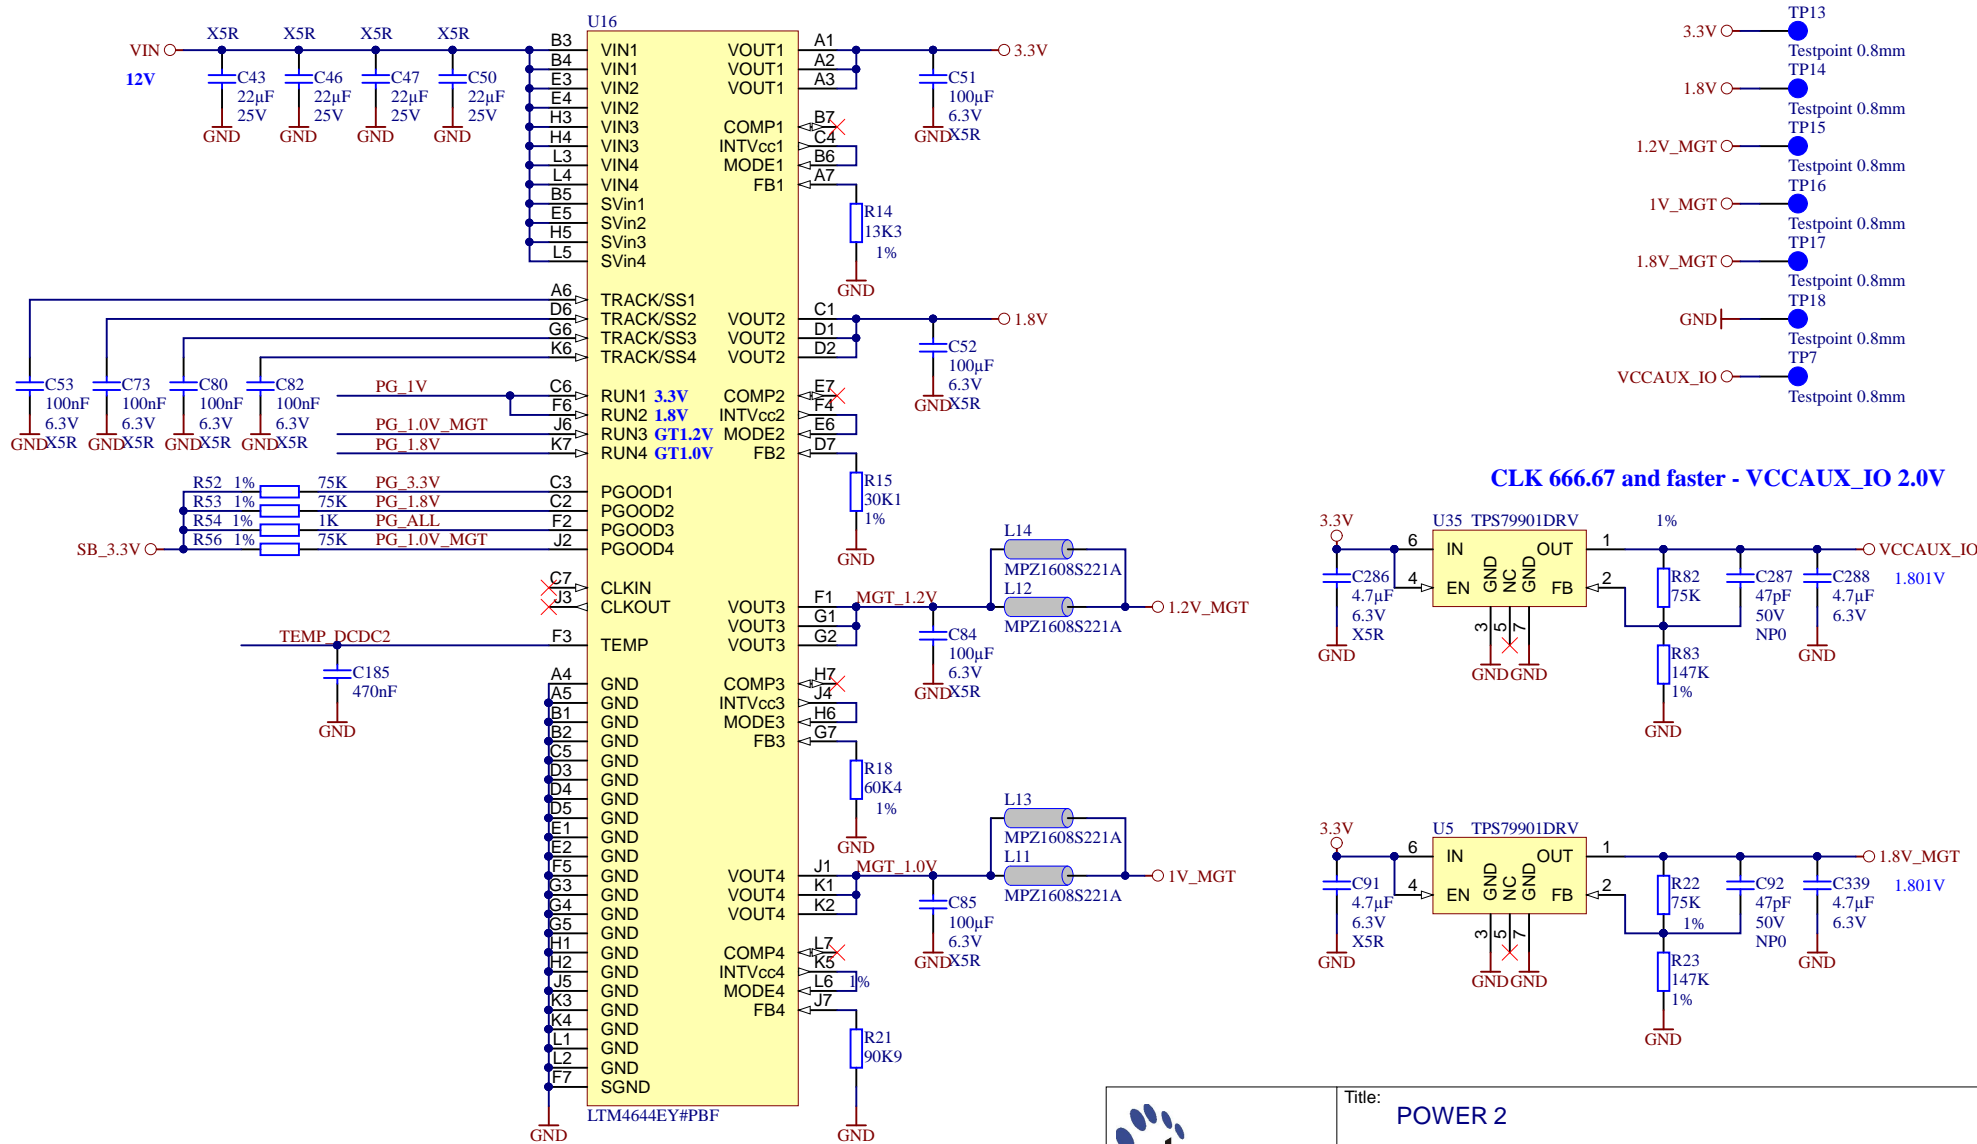 U16
VIN
12V
X5R X5R X5R X5R
C43 C46 C47 C50
22µF 22µF 22µF 22µF
25V 25V 25V 25V
GND GND GND GND
B3 VIN1
B4 VIN1
E3 VIN2
E4 VIN2
H3 VIN3
H4 VIN3
L3 VIN4
L4 VIN4
B5 SVin1
E5 SVin2
H5 SVin3
L5 SVin4
A6 TRACK/SS1
D6 TRACK/SS2
G6 TRACK/SS3
K6 TRACK/SS4
C53 C73 C80 C82
100nF 100nF 100nF 100nF
6.3V 6.3V 6.3V 6.3V
GND X5R GND X5R GND X5R GND X5R
PG_1V C6 RUN1 3.3V
F6 RUN2 1.8V
PG_1.0V_MGT J6 RUN3 GT1.2V
PG_1.8V K7 RUN4 GT1.0V
SB_3.3V
R52 1% 75K PG_3.3V C3 PGOOD1
R53 1% 75K PG_1.8V C2 PGOOD2
R54 1% 1K PG_ALL F2 PGOOD3
R56 1% 75K PG_1.0V_MGT J2 PGOOD4
C7 CLKIN
J3 CLKOUT
TEMP_DCDC2 F3 TEMP
C185
470nF
GND
A4 GND
A5 GND
B1 GND
B2 GND
C5 GND
D3 GND
D4 GND
D5 GND
E1 GND
E2 GND
F5 GND
G3 GND
G4 GND
G5 GND
H1 GND
H2 GND
J5 GND
K3 GND
K4 GND
L1 GND
L2 GND
F7 SGND
GND
LTM4644EY#PBF
VOUT1 A1 3.3V
VOUT1 A2
VOUT1 A3
C51
100µF
6.3V
GND X5R
COMP1 B7
INTVcc1 C4
MODE1 B6
FB1 A7
R14
13K3
1%
GND
VOUT2 C1 1.8V
VOUT2 D1
VOUT2 D2
C52
100µF
6.3V
GND X5R
COMP2 E7
INTVcc2 F4
MODE2 E6
FB2 D7
R15
30K1
1%
GND
VOUT3 F1 MGT_1.2V
VOUT3 G1
VOUT3 G2
L14
MPZ1608S221A
L12
MPZ1608S221A
1.2V_MGT
C84
100µF
6.3V
GND X5R
COMP3 H7
INTVcc3 J4
MODE3 H6
FB3 G7
R18
60K4
1%
GND
VOUT4 J1 MGT_1.0V
VOUT4 K1
VOUT4 K2
L13
MPZ1608S221A
L11
MPZ1608S221A
1V_MGT
C85
100µF
6.3V
GND X5R
COMP4 L7
INTVcc4 K5
MODE4 L6 1%
FB4 J7
R21
90K9
GND
TP13
3.3V
Testpoint 0.8mm
TP14
1.8V
Testpoint 0.8mm
TP15
1.2V_MGT
Testpoint 0.8mm
TP16
1V_MGT
Testpoint 0.8mm
TP17
1.8V_MGT
Testpoint 0.8mm
TP18
GND
Testpoint 0.8mm
TP7
VCCAUX_IO
Testpoint 0.8mm
CLK 666.67 and faster - VCCAUX_IO 2.0V
3.3V
U35 TPS79901DRV
1%
6 IN OUT 1
4 EN GND NC GND FB 2
3 5 7
GND GND
C286
4.7µF
6.3V
X5R
GND
R82
75K
C287
47pF
50V
NP0
C288
4.7µF
6.3V
GND
VCCAUX_IO
1.801V
R83
147K
1%
GND
3.3V
U5 TPS79901DRV
6 IN OUT 1
4 EN GND NC GND FB 2
3 5 7
GND GND
C91
4.7µF
6.3V
X5R
GND
R22
75K
1%
C92
47pF
50V
NP0
C339
4.7µF
6.3V
GND
1.8V_MGT
1.801V
R23
147K
1%
GND
Title:
POWER 2